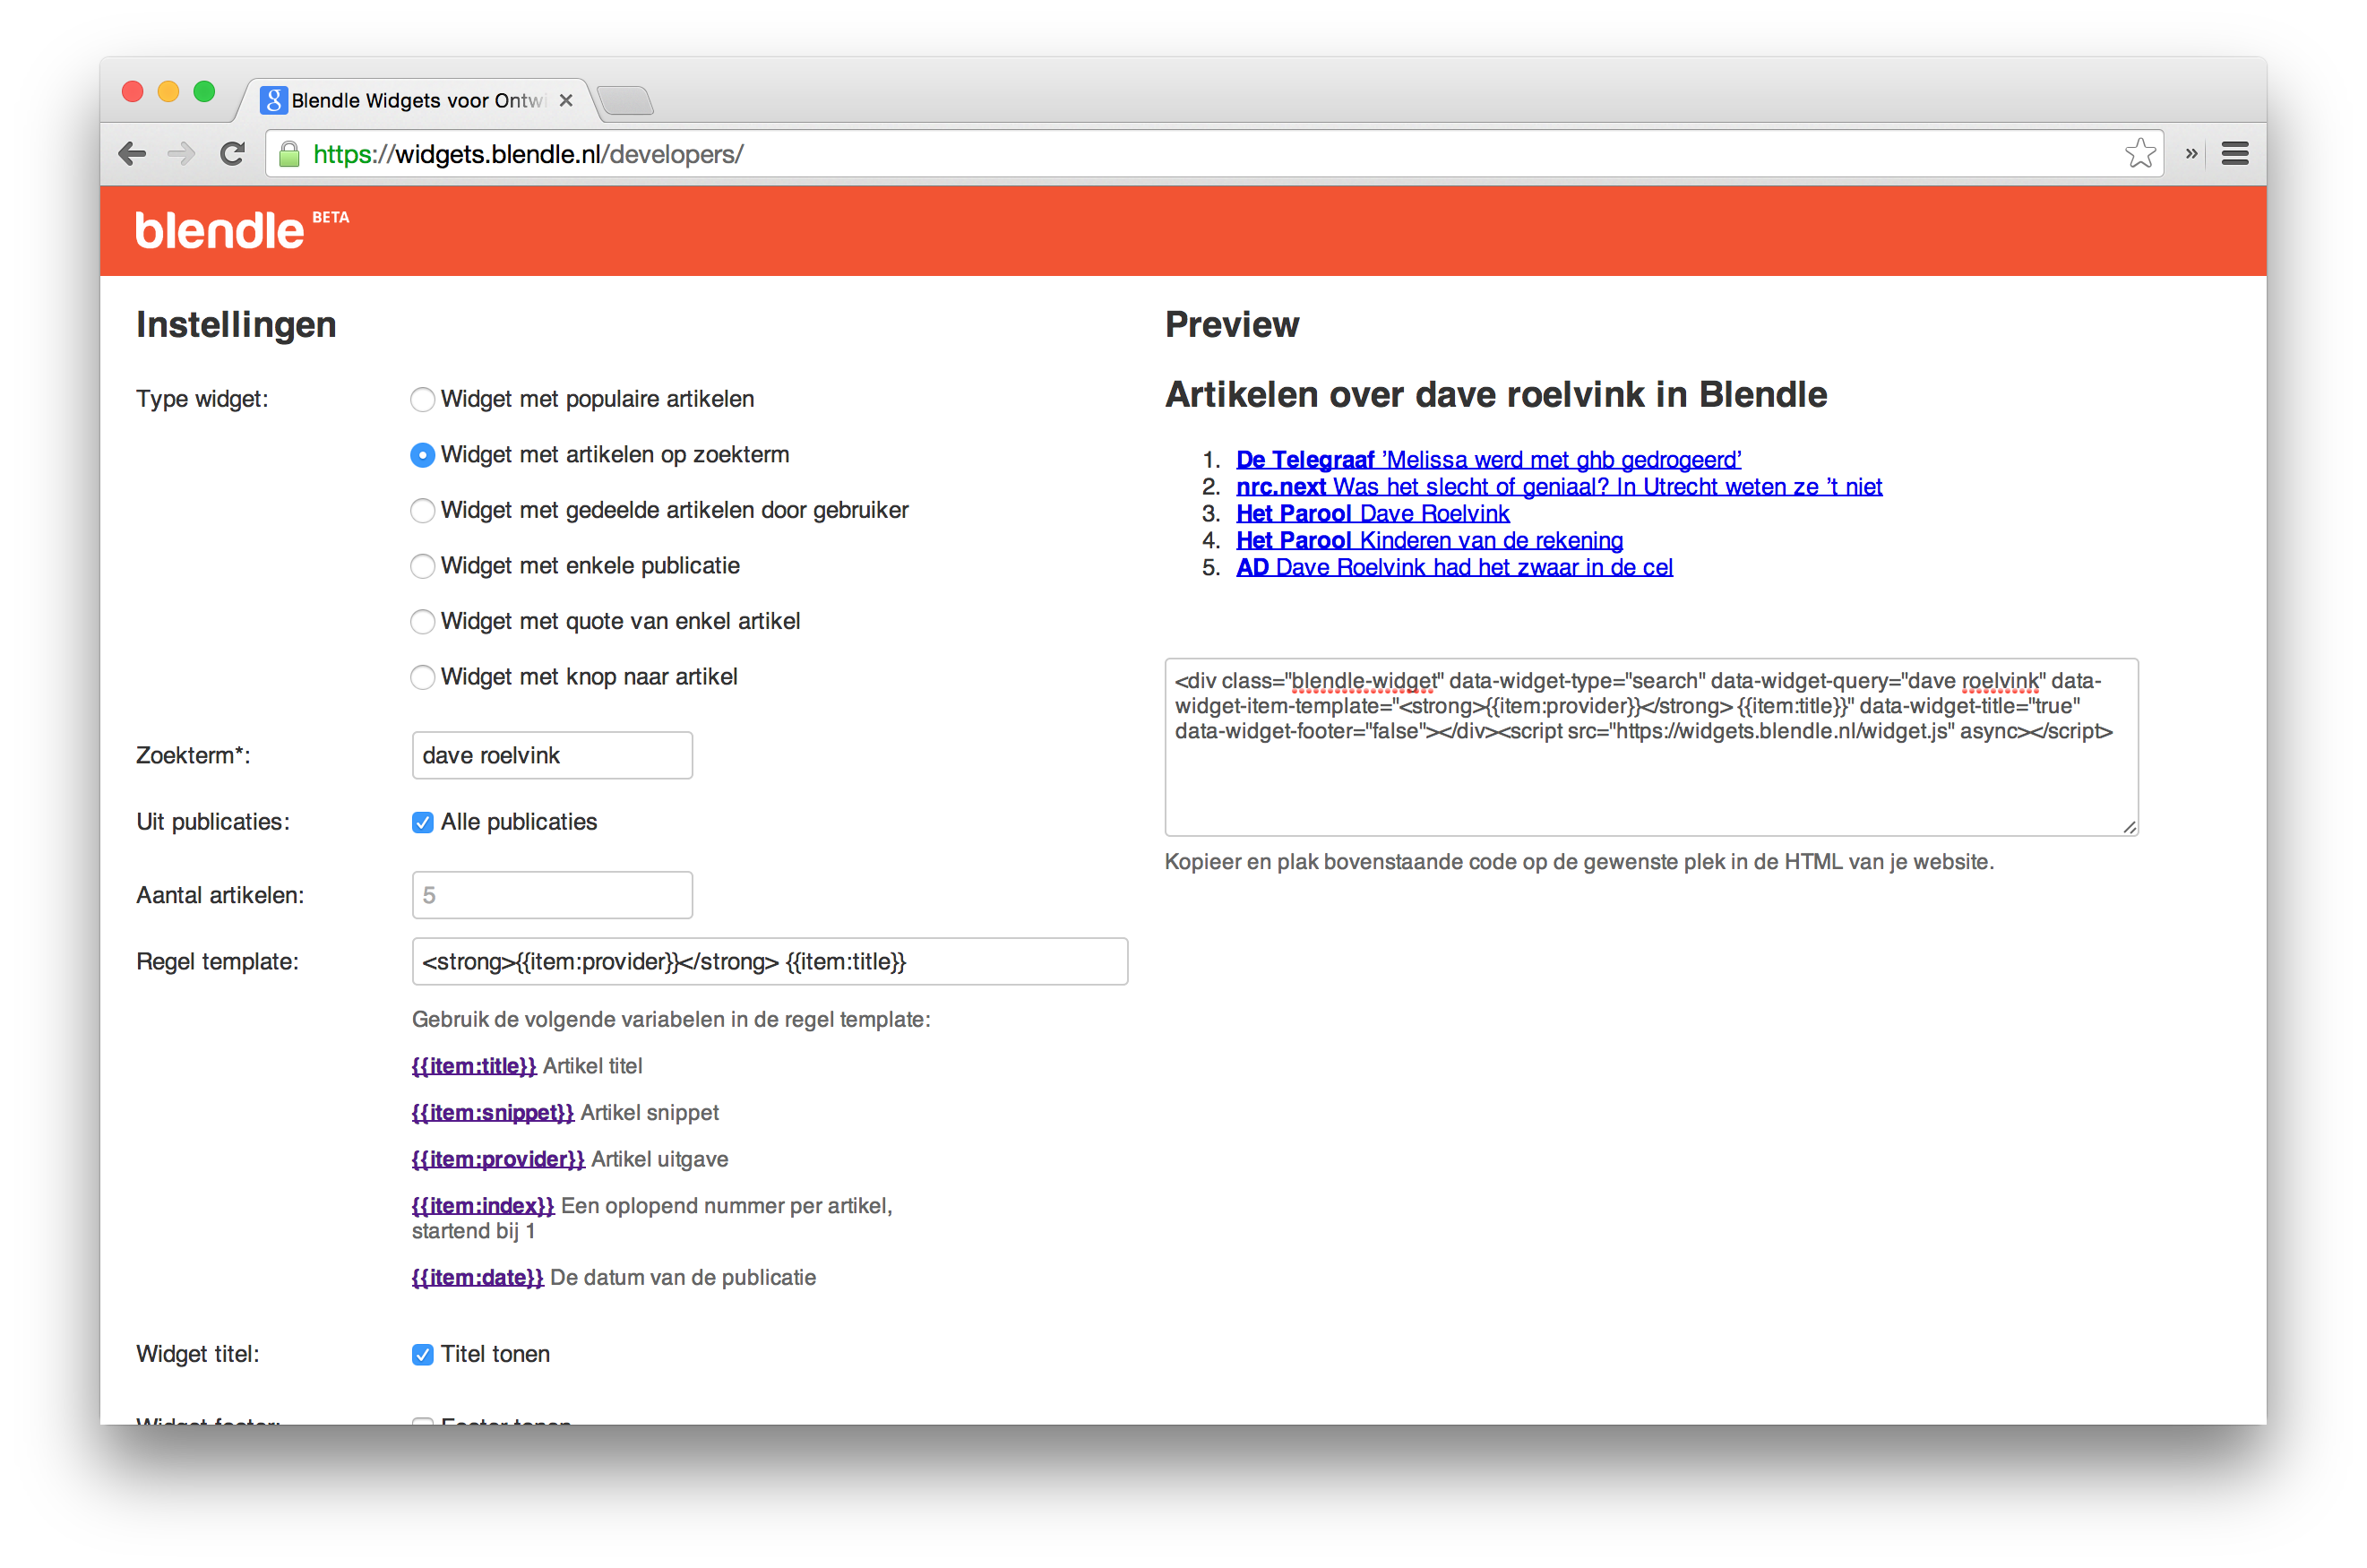 Blendle Widgets voor Ontwi
https://widgets.blendle.nl/developers/
blendle BETA
Instellingen
Type widget:
Widget met populaire artikelen
Widget met artikelen op zoekterm
Widget met gedeelde artikelen door gebruiker
Widget met enkele publicatie
Widget met quote van enkel artikel
Widget met knop naar artikel
Zoekterm*:
dave roelvink
Uit publicaties:
Alle publicaties
Aantal artikelen:
5
Regel template:
<strong>{{item:provider}}</strong> {{item:title}}
Gebruik de volgende variabelen in de regel template:
{{item:title}} Artikel titel
{{item:snippet}} Artikel snippet
{{item:provider}} Artikel uitgave
{{item:index}} Een oplopend nummer per artikel,
startend bij 1
{{item:date}} De datum van de publicatie
Widget titel:
Titel tonen
Widget footer:
Footer tonen
Preview
Artikelen over dave roelvink in Blendle
1. De Telegraaf ’Melissa werd met ghb gedrogeerd’
2. nrc.next Was het slecht of geniaal? In Utrecht weten ze ’t niet
3. Het Parool Dave Roelvink
4. Het Parool Kinderen van de rekening
5. AD Dave Roelvink had het zwaar in de cel
<div class="blendle-widget" data-widget-type="search" data-widget-query="dave roelvink" data-
widget-item-template="<strong>{{item:provider}}</strong> {{item:title}}" data-widget-title="true"
data-widget-footer="false"></div><script src="https://widgets.blendle.nl/widget.js" async></script>
Kopieer en plak bovenstaande code op de gewenste plek in de HTML van je website.